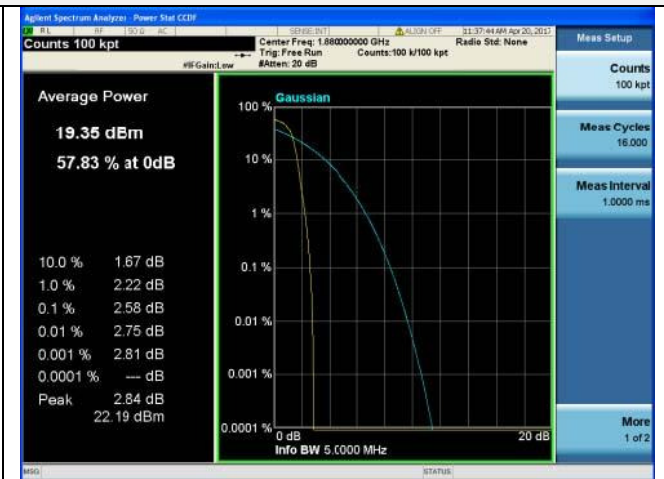 Agilent Spectrum Analyzer - Power Stat CCDF
RL RF 50 Ω AC SENSE:INT ALIGN OFF 11:37:44 AM Apr 20, 2017
Counts 100 kpt
Center Freq: 1.880000000 GHz
Radio Std: None
Trig: Free Run Counts:100 k/100 kpt
#IFGain:Low #Atten: 20 dB
Meas Setup
Counts
100 kpt
Meas Cycles
16.000
Meas Interval
1.0000 ms
More
1 of 2
Average Power
19.35 dBm
57.83 % at 0dB
10.0 % 1.67 dB
1.0 % 2.22 dB
0.1 % 2.58 dB
0.01 % 2.75 dB
0.001 % 2.81 dB
0.0001 % --- dB
Peak 2.84 dB
22.19 dBm
Gaussian
100 %
10 %
1 %
0.1 %
0.01 %
0.001 %
0.0001 %
0 dB 20 dB
Info BW 5.0000 MHz
MSG STATUS